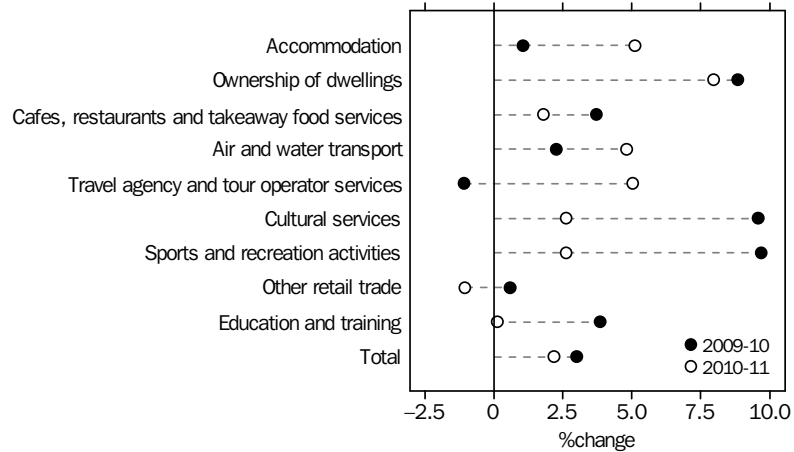 Accommodation
Ownership of dwellings
Cafes, restaurants and takeaway food services
Air and water transport
Travel agency and tour operator services
Cultural services
Sports and recreation activities
Other retail trade
Education and training
Total
2009-10
2010-11
–2.5 0 2.5 5.0 7.5 10.0
%change